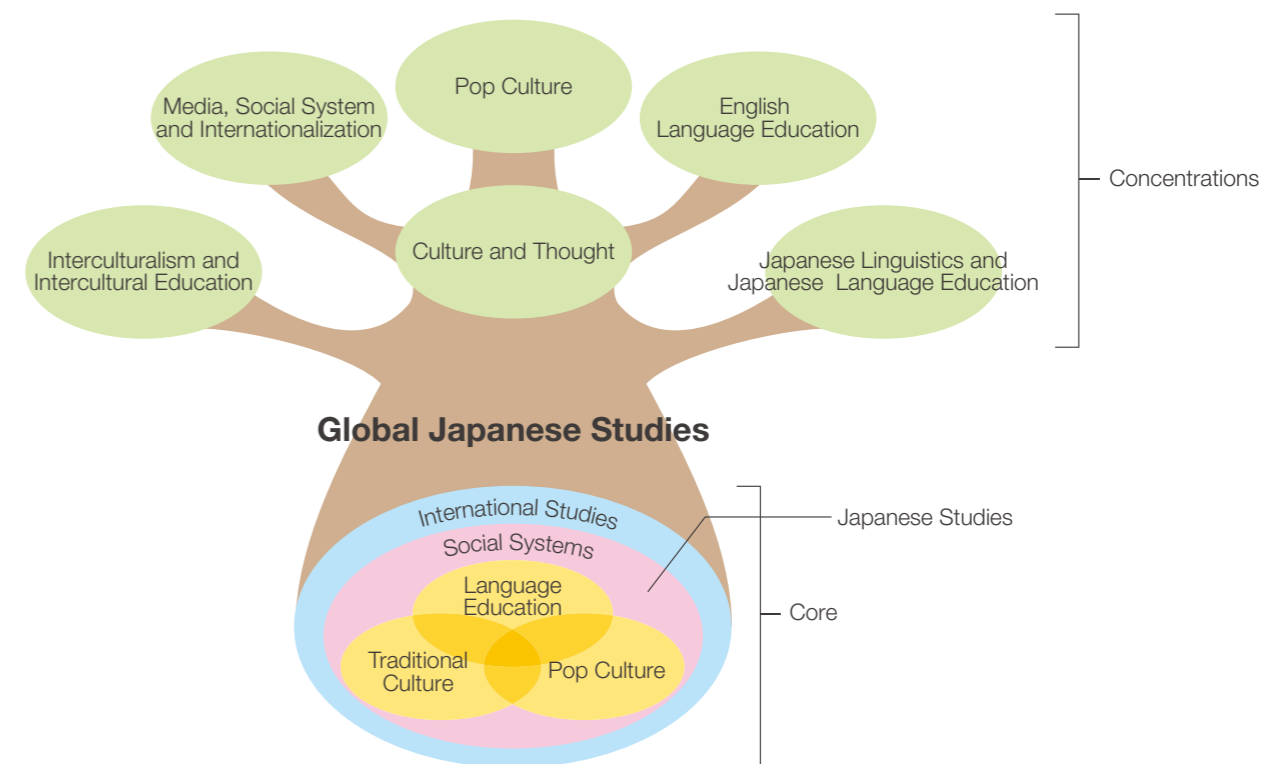 Pop Culture
Media, Social System
and Internationalization
English
Language Education
Concentrations
Culture and Thought
Interculturalism and
Intercultural Education
Japanese Linguistics and
Japanese Language Education
Global Japanese Studies
International Studies
Social Systems
Japanese Studies
Language
Education
Core
Traditional
Culture
Pop Culture